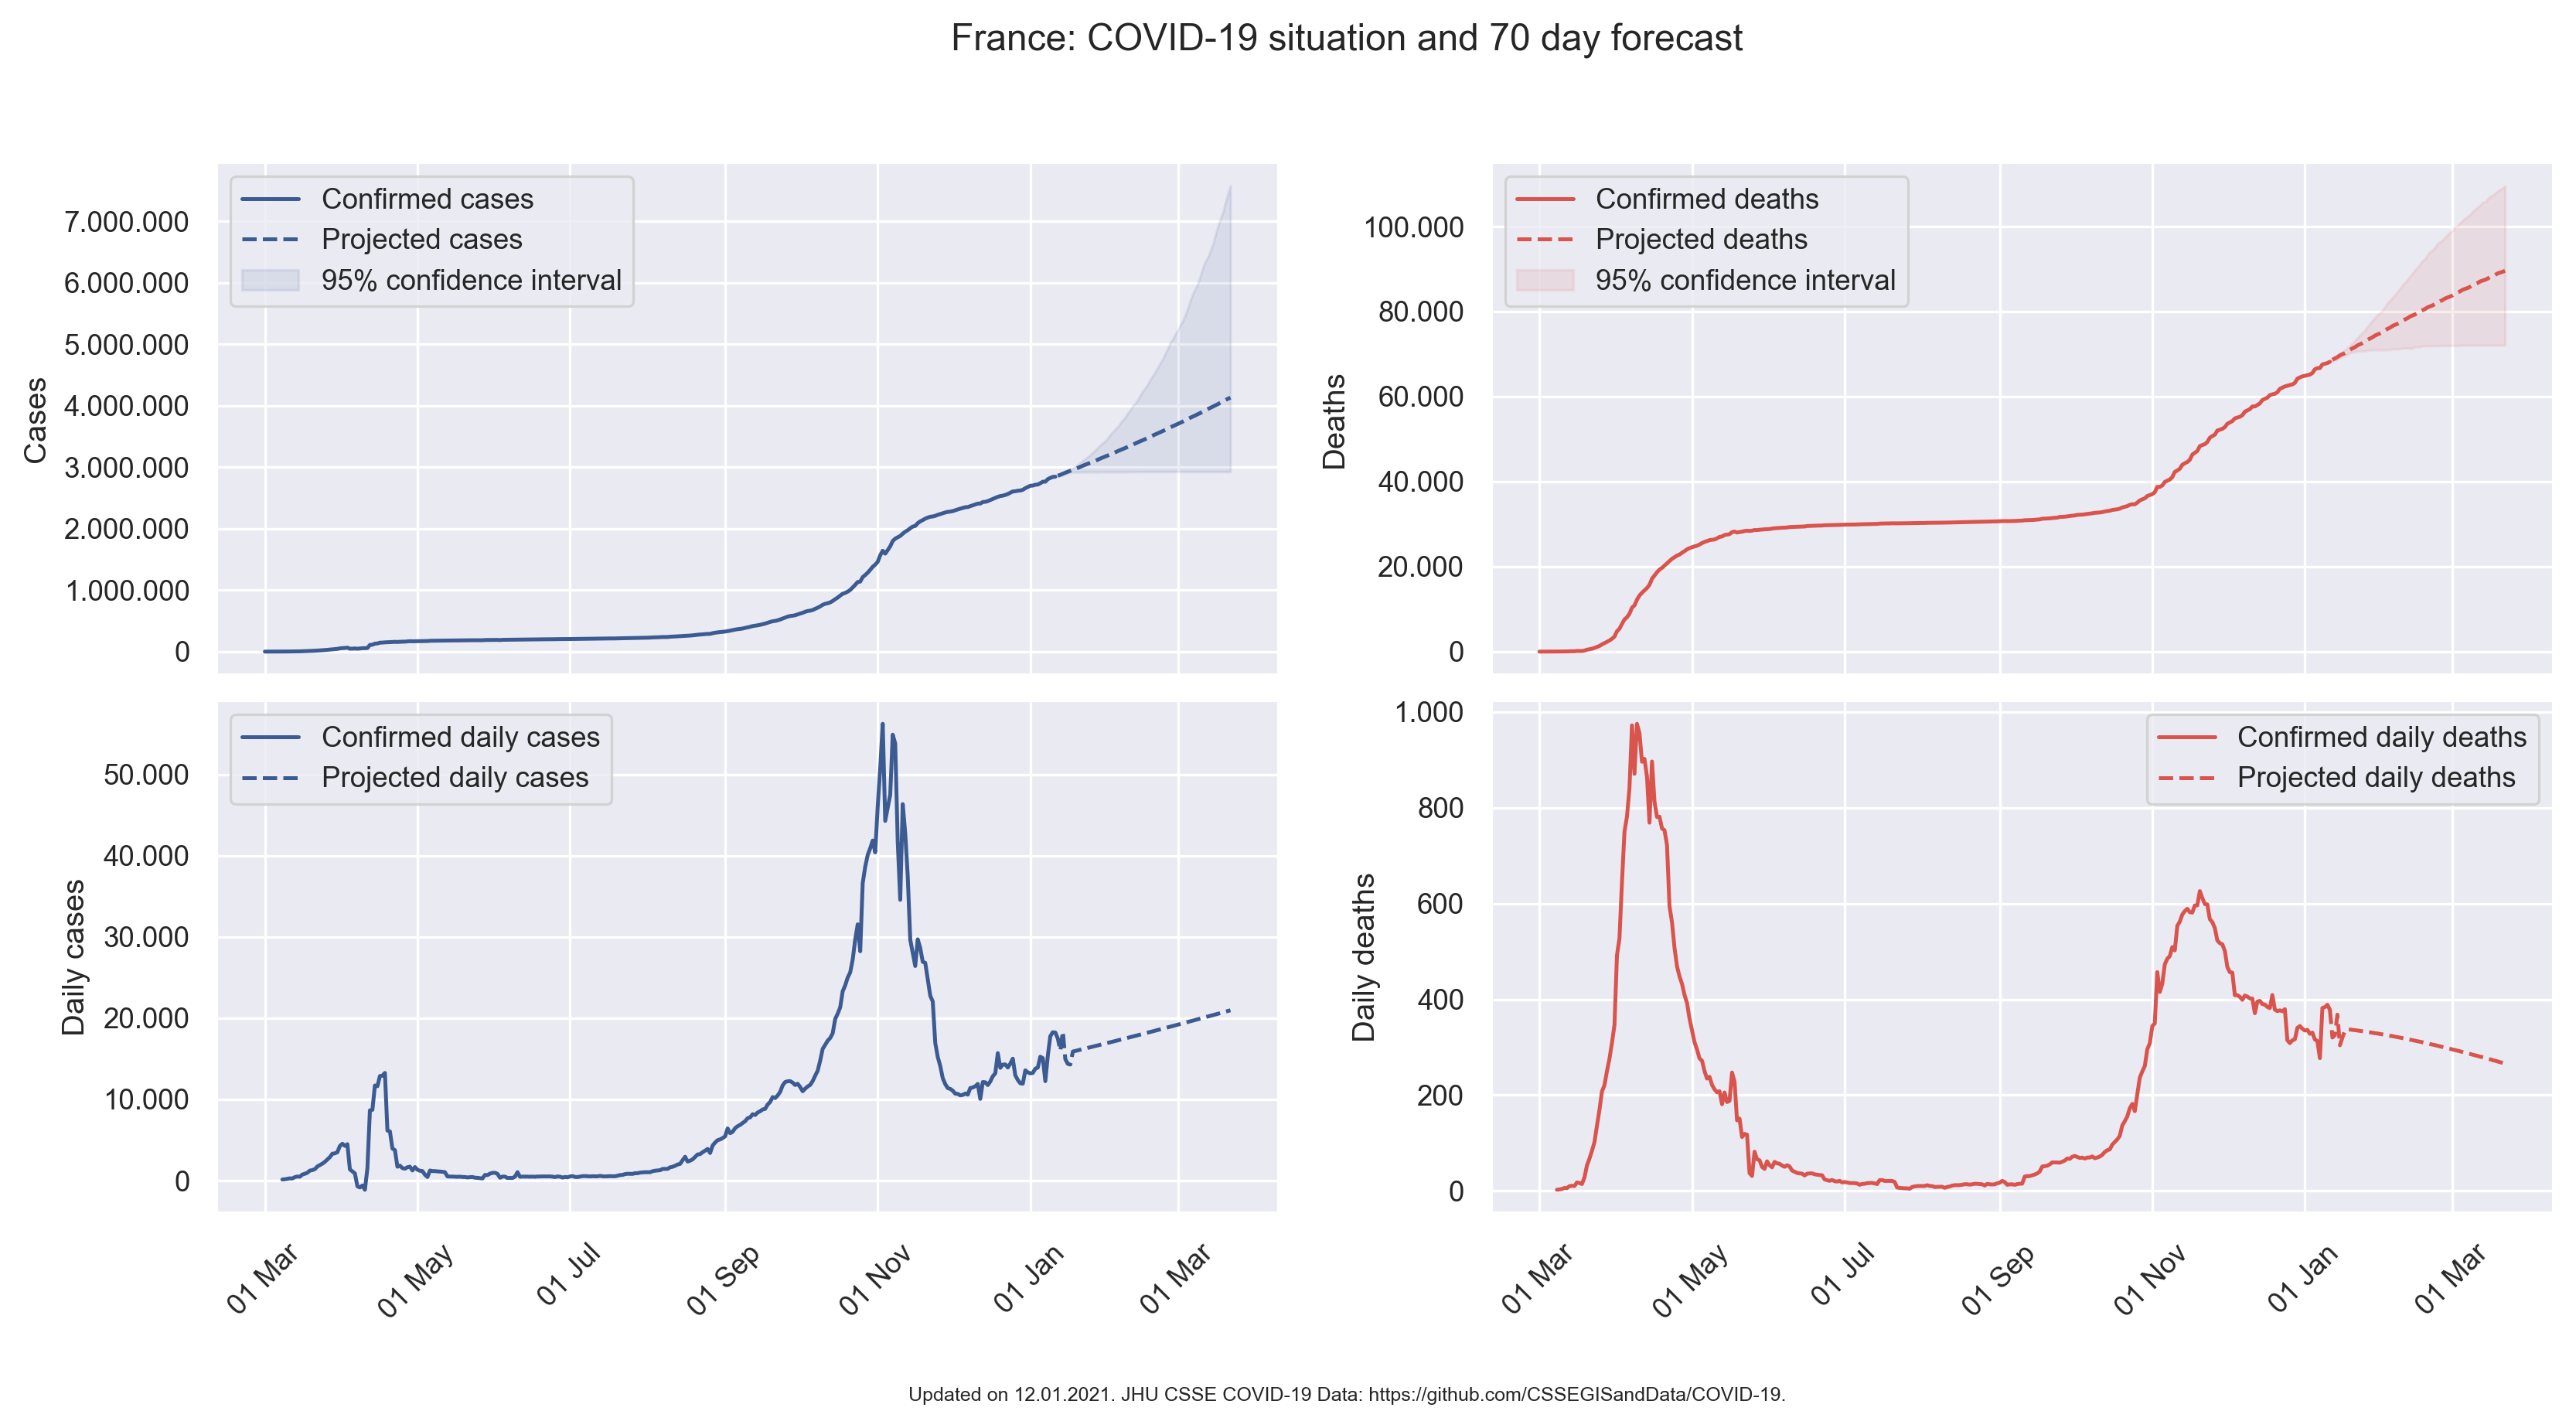 France: COVID-19 situation and 70 day forecast
Confirmed cases
Projected cases
95% confidence interval
7.000.000
6.000.000
5.000.000
4.000.000
3.000.000
2.000.000
1.000.000
0
Cases
Confirmed deaths
Projected deaths
95% confidence interval
100.000
80.000
60.000
40.000
20.000
0
Deaths
Confirmed daily cases
Projected daily cases
50.000
40.000
30.000
20.000
10.000
0
Daily cases
01 Mar
01 May
01 Jul
01 Sep
01 Nov
01 Jan
01 Mar
Confirmed daily deaths
Projected daily deaths
1.000
800
600
400
200
0
Daily deaths
01 Mar
01 May
01 Jul
01 Sep
01 Nov
01 Jan
01 Mar
Updated on 12.01.2021. JHU CSSE COVID-19 Data: https://github.com/CSSEGISandData/COVID-19.